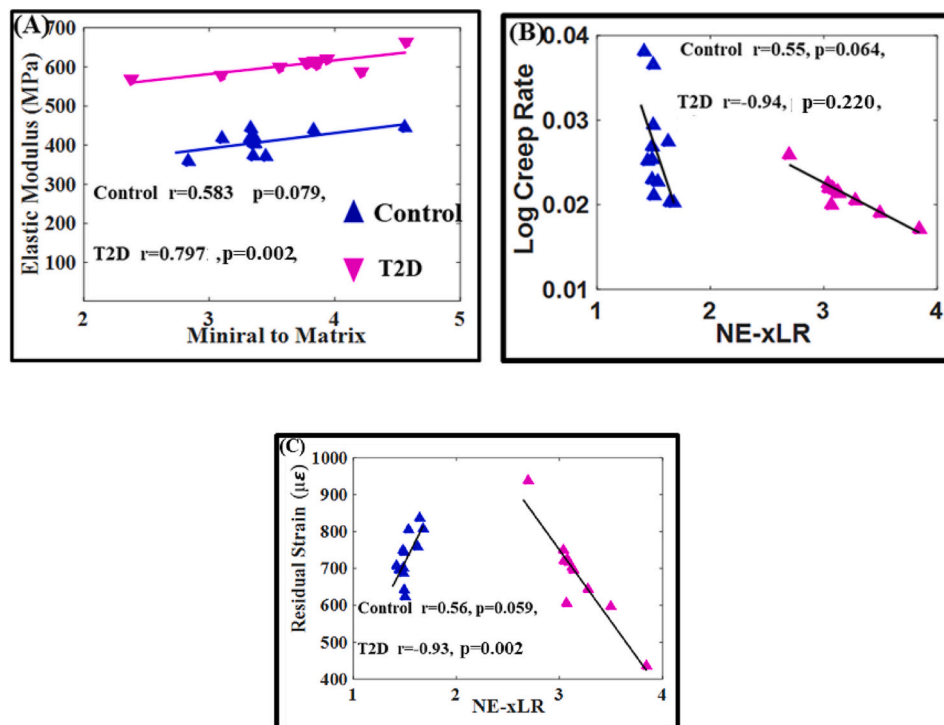 (A)
700
600
500
400
300
200
100
Elastic Modulus (MPa)
Control r=0.583 p=0.079,
T2D r=0.797: ,p=0.002,
Control
T2D
2 3 4 5
Miniral to Matrix
(B)
0.04
0.03
0.02
0.01
Log Creep Rate
Control r=0.55, p=0.064,
T2D r=-0.94, p=0.220,
1 2 3 4
NE-xLR
(C)
1000
900
800
700
600
500
400
Residual Strain (με)
Control r=0.56, p=0.059,
T2D r=-0.93, p=0.002
1 2 3 4
NE-xLR